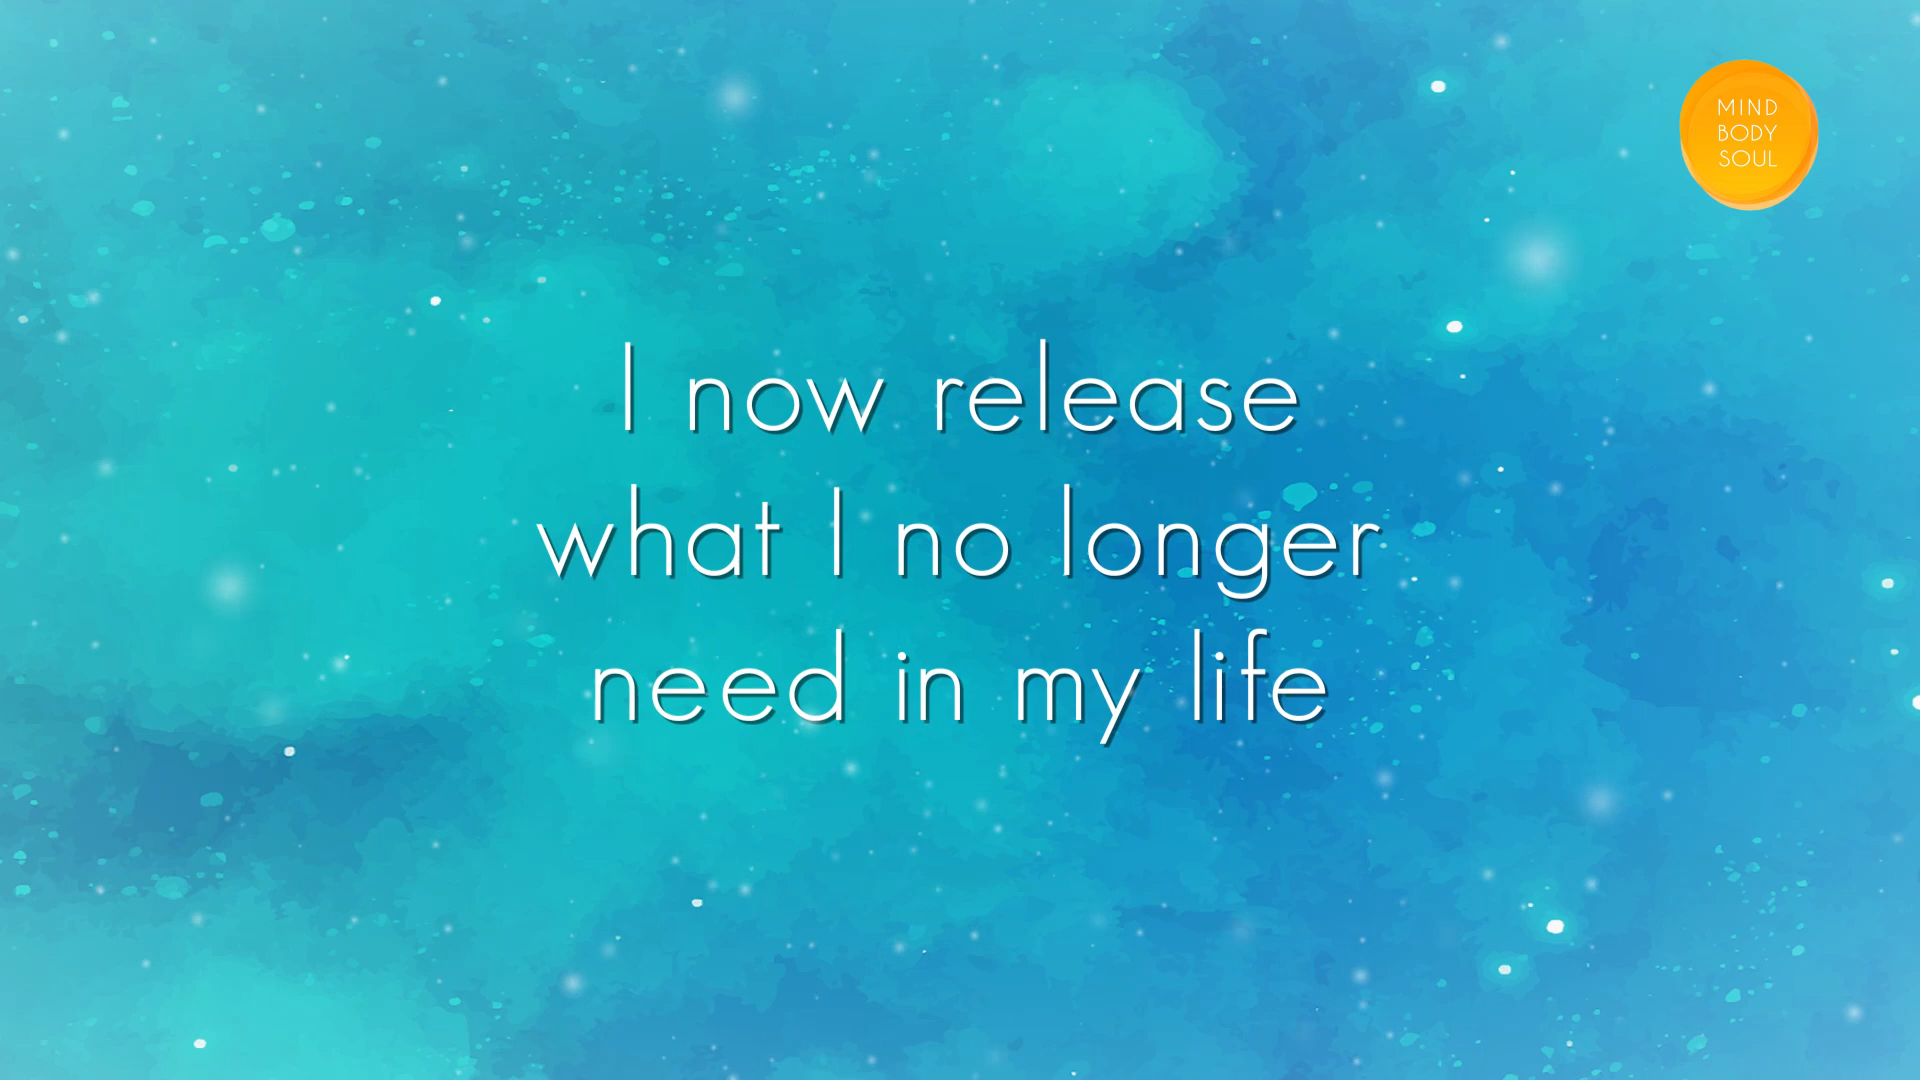 MIND
BODY
SOUL
I now release
what I no longer
need in my life